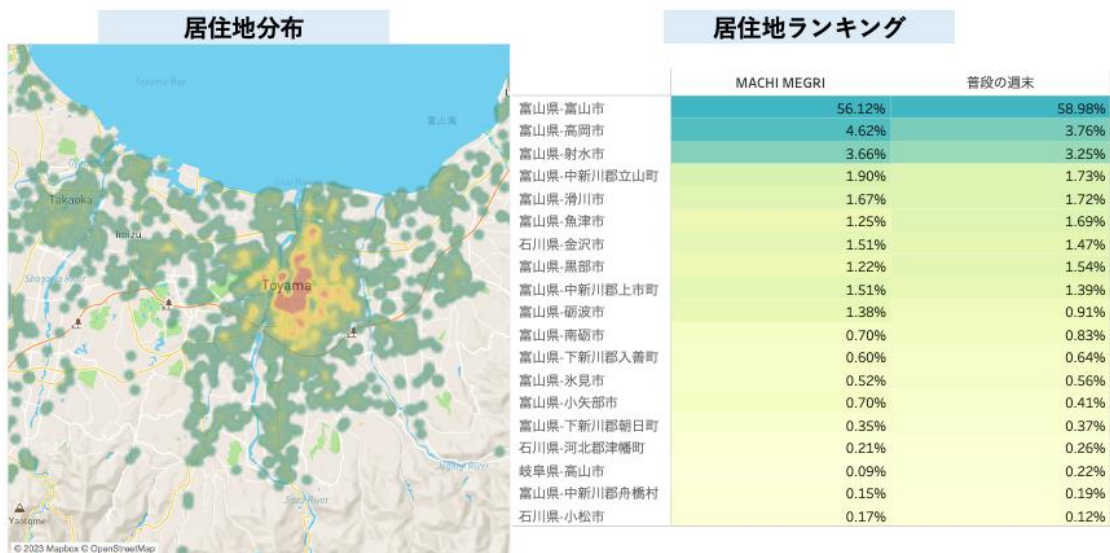 居住地分布
居住地ランキング
Toyama Bay
富山湾
Takaoka
Imizu
Toyama
Shogawa River
Jinzu River
Yaotome
© 2023 Mapbox © OpenStreetMap
MACHI MEGRI 普段の週末
富山県-富山市 56.12% 58.98%
富山県-高岡市 4.62% 3.76%
富山県-射水市 3.66% 3.25%
富山県-中新川郡立山町 1.90% 1.73%
富山県-滑川市 1.67% 1.72%
富山県-魚津市 1.25% 1.69%
石川県-金沢市 1.51% 1.47%
富山県-黒部市 1.22% 1.54%
富山県-中新川郡上市町 1.51% 1.39%
富山県-砺波市 1.38% 0.91%
富山県-南砺市 0.70% 0.83%
富山県-下新川郡入善町 0.60% 0.64%
富山県-氷見市 0.52% 0.56%
富山県-小矢部市 0.70% 0.41%
富山県-下新川郡朝日町 0.35% 0.37%
石川県-河北郡津幡町 0.21% 0.26%
岐阜県-高山市 0.09% 0.22%
富山県-中新川郡舟橋村 0.15% 0.19%
石川県-小松市 0.17% 0.12%